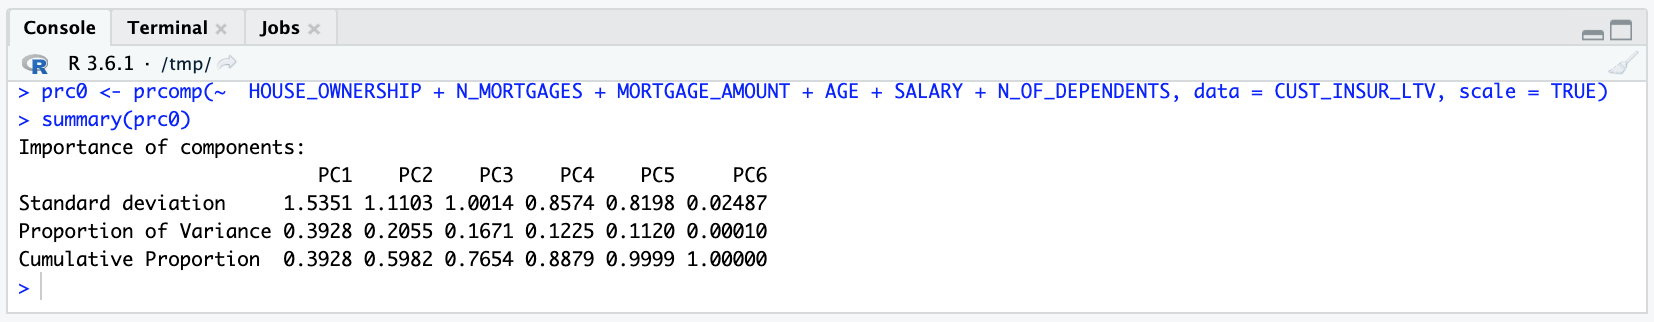 Console Terminal × Jobs ×
R R 3.6.1 · /tmp/
> prc0 <- prcomp(~  HOUSE_OWNERSHIP + N_MORTGAGES + MORTGAGE_AMOUNT + AGE + SALARY + N_OF_DEPENDENTS, data = CUST_INSUR_LTV, scale = TRUE)
> summary(prc0)
Importance of components:
                          PC1    PC2    PC3    PC4    PC5     PC6
Standard deviation     1.5351 1.1103 1.0014 0.8574 0.8198 0.02487
Proportion of Variance 0.3928 0.2055 0.1671 0.1225 0.1120 0.00010
Cumulative Proportion  0.3928 0.5982 0.7654 0.8879 0.9999 1.00000
>